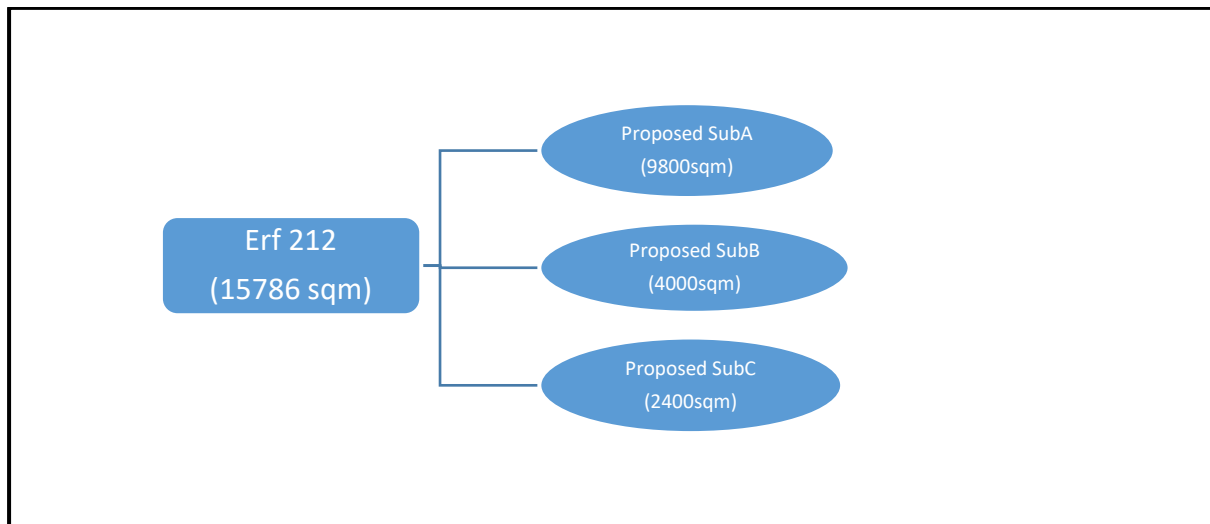 Erf 212
(15786 sqm)
Proposed SubA
(9800sqm)
Proposed SubB
(4000sqm)
Proposed SubC
(2400sqm)